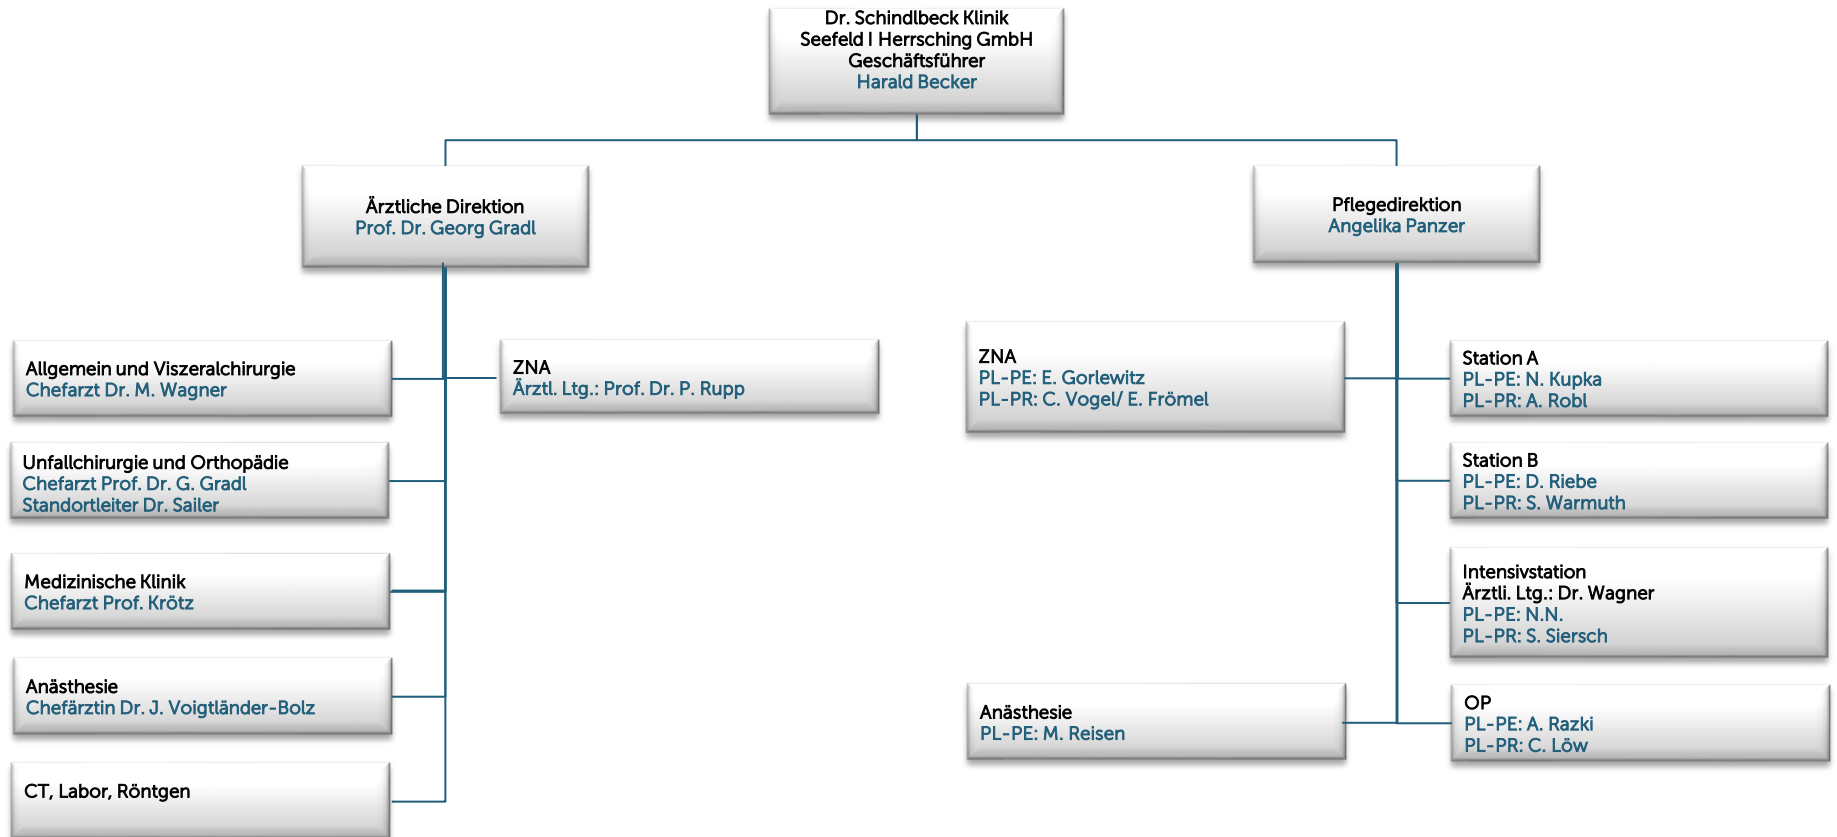 Dr. Schindlbeck Klinik
Seefeld I Herrsching GmbH
Geschäftsführer
Harald Becker
Ärztliche Direktion
Prof. Dr. Georg Gradl
Pflegedirektion
Angelika Panzer
Allgemein und Viszeralchirurgie
Chefarzt Dr. M. Wagner
Unfallchirurgie und Orthopädie
Chefarzt Prof. Dr. G. Gradl
Standortleiter Dr. Sailer
Medizinische Klinik
Chefarzt Prof. Krötz
Anästhesie
Chefärztin Dr. J. Voigtländer-Bolz
CT, Labor, Röntgen
ZNA
Ärztl. Ltg.: Prof. Dr. P. Rupp
ZNA
PL-PE: E. Gorlewitz
PL-PR: C. Vogel/ E. Frömel
Anästhesie
PL-PE: M. Reisen
Station A
PL-PE: N. Kupka
PL-PR: A. Robl
Station B
PL-PE: D. Riebe
PL-PR: S. Warmuth
Intensivstation
Ärztli. Ltg.: Dr. Wagner
PL-PE: N.N.
PL-PR: S. Siersch
OP
PL-PE: A. Razki
PL-PR: C. Löw